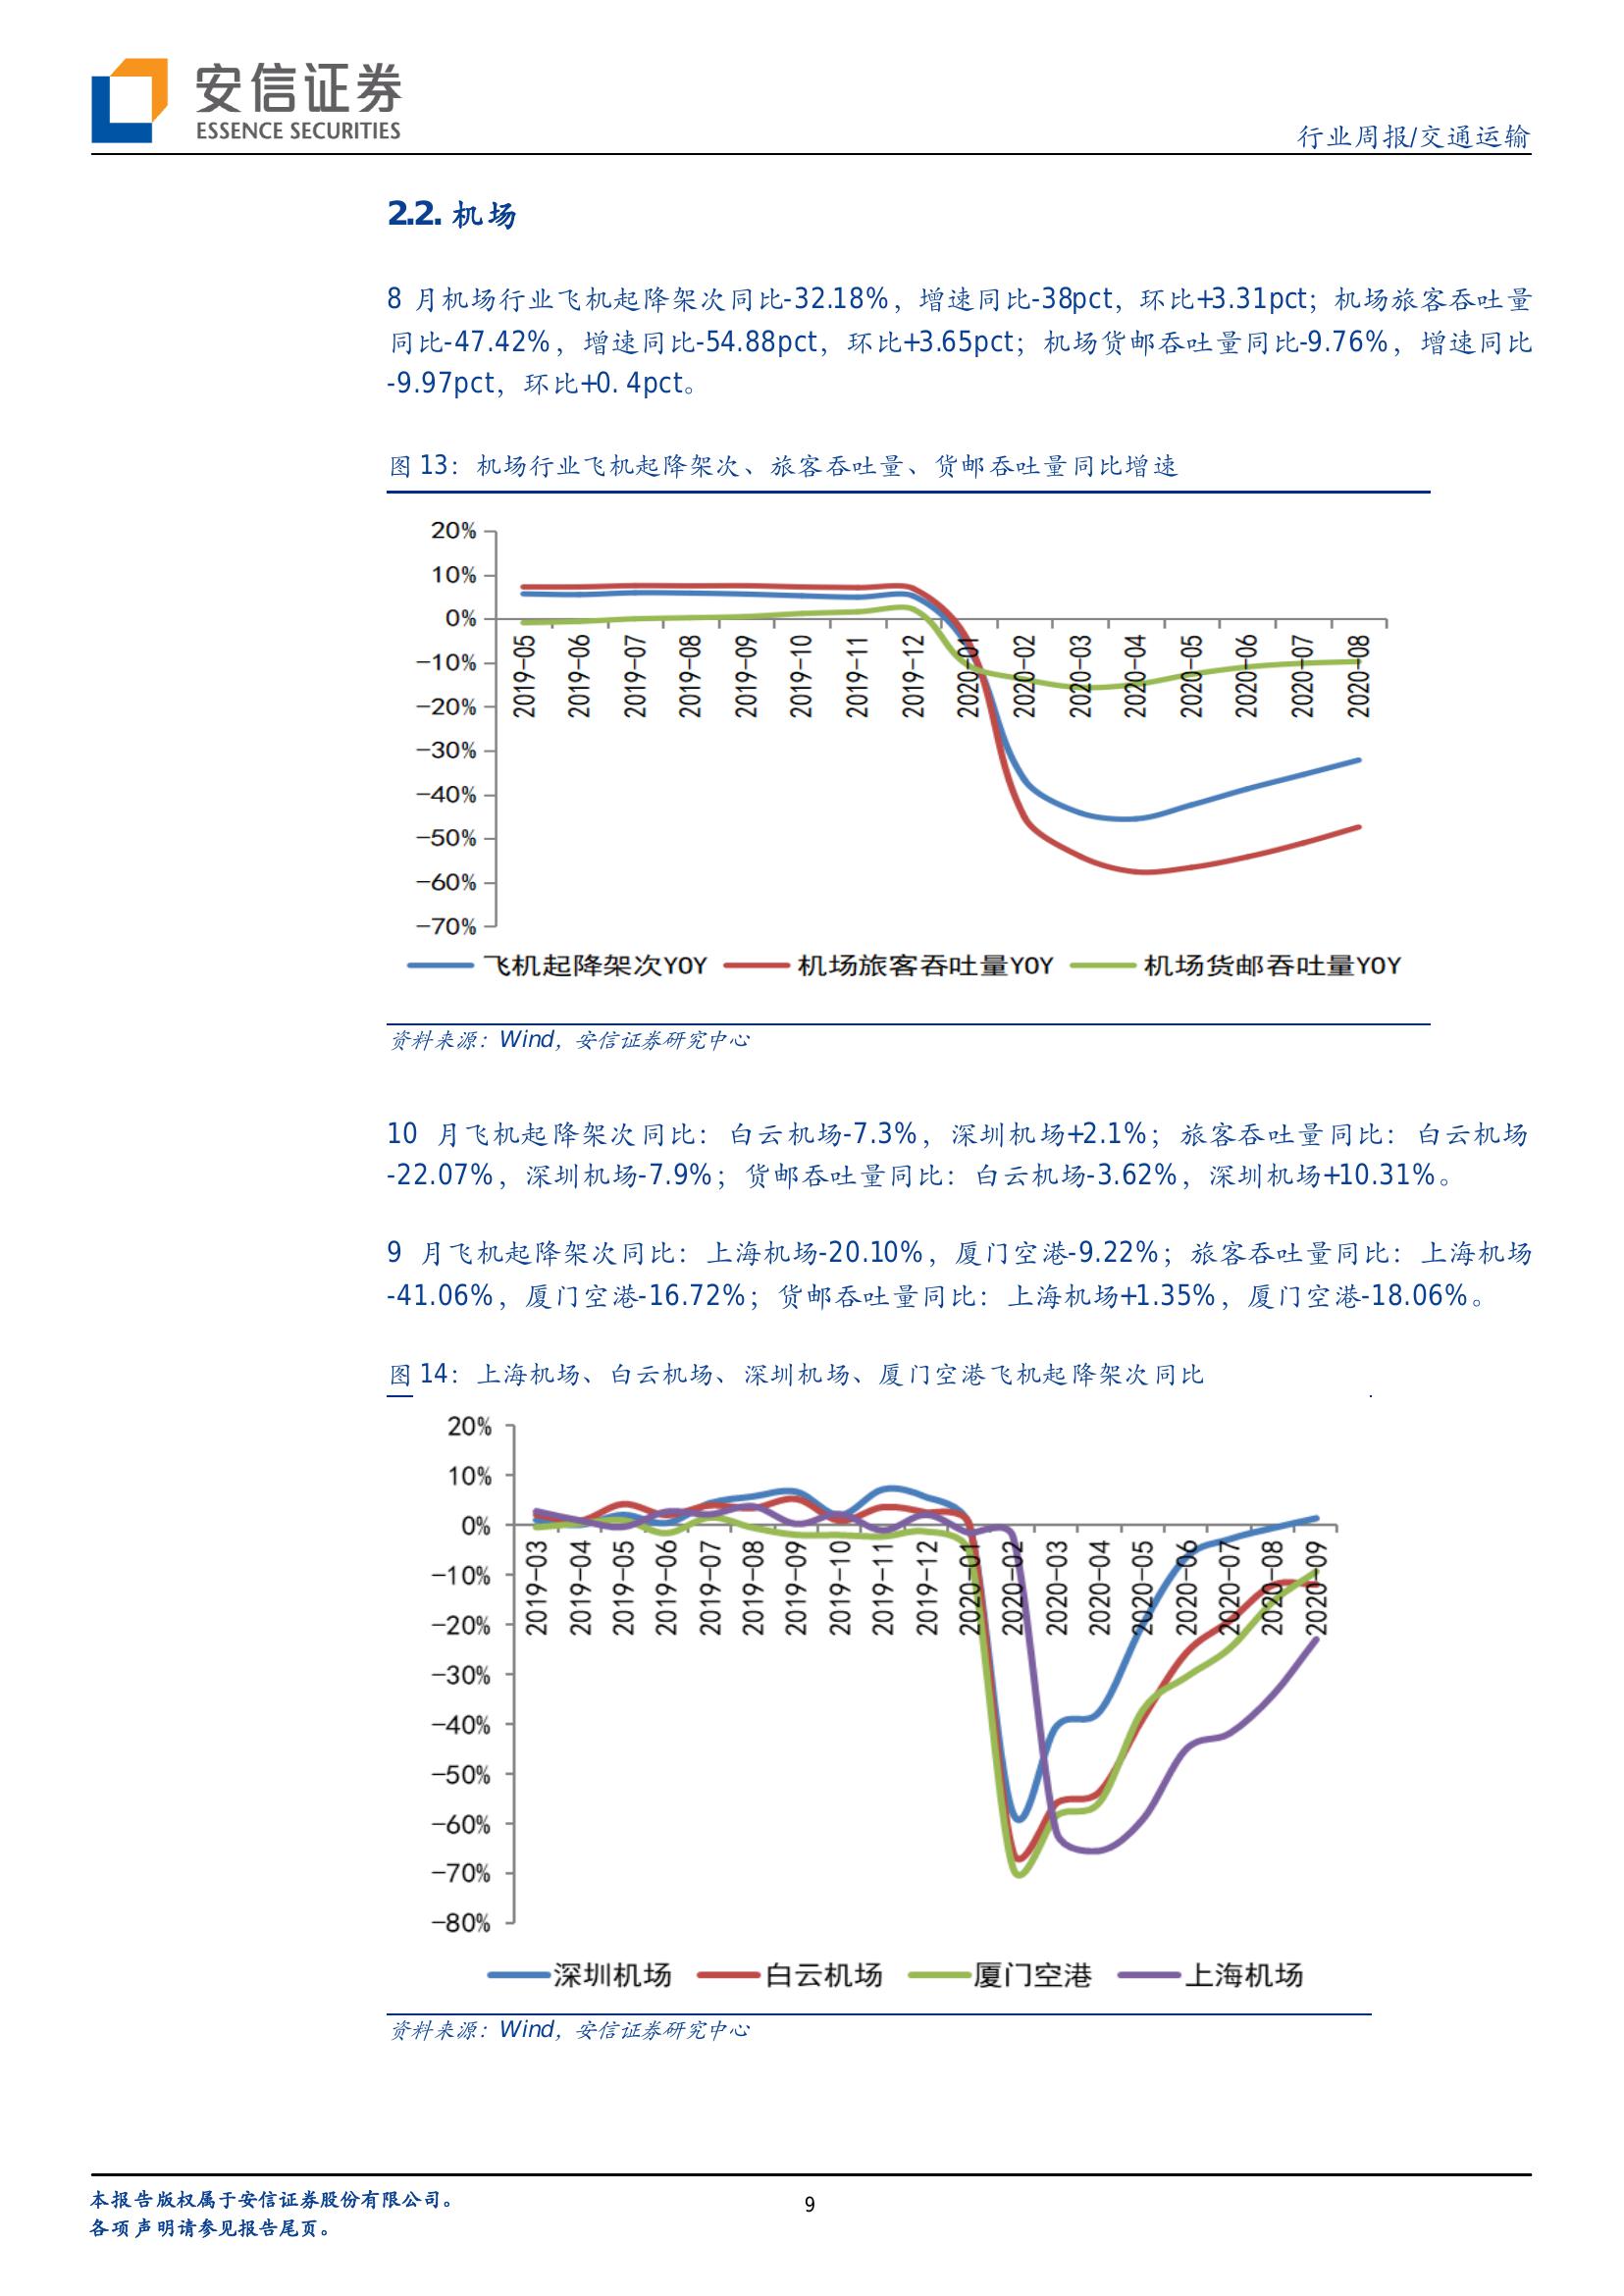 安信证券
ESSENCE SECURITIES
行业周报/交通运输
2.2. 机场
8 月机场行业飞机起降架次同比-32.18%，增速同比-38pct，环比+3.31pct；机场旅客吞吐量
同比-47.42%，增速同比-54.88pct，环比+3.65pct；机场货邮吞吐量同比-9.76%，增速同比
-9.97pct，环比+0. 4pct。
图 13：机场行业飞机起降架次、旅客吞吐量、货邮吞吐量同比增速
20%
10%
0%
-10%
-20%
-30%
-40%
-50%
-60%
-70%
2019-05 2019-06 2019-07 2019-08 2019-09 2019-10 2019-11 2019-12 2020-01 2020-02 2020-03 2020-04 2020-05 2020-06 2020-07 2020-08
飞机起降架次YOY 机场旅客吞吐量YOY 机场货邮吞吐量YOY
资料来源：Wind，安信证券研究中心
10 月飞机起降架次同比：白云机场-7.3%，深圳机场+2.1%；旅客吞吐量同比：白云机场
-22.07%，深圳机场-7.9%；货邮吞吐量同比：白云机场-3.62%，深圳机场+10.31%。
9 月飞机起降架次同比：上海机场-20.10%，厦门空港-9.22%；旅客吞吐量同比：上海机场
-41.06%，厦门空港-16.72%；货邮吞吐量同比：上海机场+1.35%，厦门空港-18.06%。
图 14：上海机场、白云机场、深圳机场、厦门空港飞机起降架次同比
20%
10%
0%
-10%
-20%
-30%
-40%
-50%
-60%
-70%
-80%
2019-03 2019-04 2019-05 2019-06 2019-07 2019-08 2019-09 2019-10 2019-11 2019-12 2020-01 2020-02 2020-03 2020-04 2020-05 2020-06 2020-07 2020-08 2020-09
深圳机场 白云机场 厦门空港 上海机场
资料来源：Wind，安信证券研究中心
本报告版权属于安信证券股份有限公司。
各项声明请参见报告尾页。
9